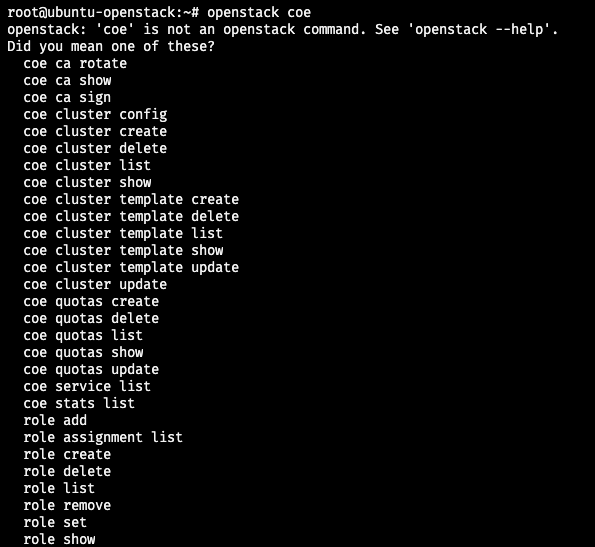 root@ubuntu-openstack:~# openstack coe
openstack: 'coe' is not an openstack command. See 'openstack --help'.
Did you mean one of these?
  coe ca rotate
  coe ca show
  coe ca sign
  coe cluster config
  coe cluster create
  coe cluster delete
  coe cluster list
  coe cluster show
  coe cluster template create
  coe cluster template delete
  coe cluster template list
  coe cluster template show
  coe cluster template update
  coe cluster update
  coe quotas create
  coe quotas delete
  coe quotas list
  coe quotas show
  coe quotas update
  coe service list
  coe stats list
  role add
  role assignment list
  role create
  role delete
  role list
  role remove
  role set
  role show